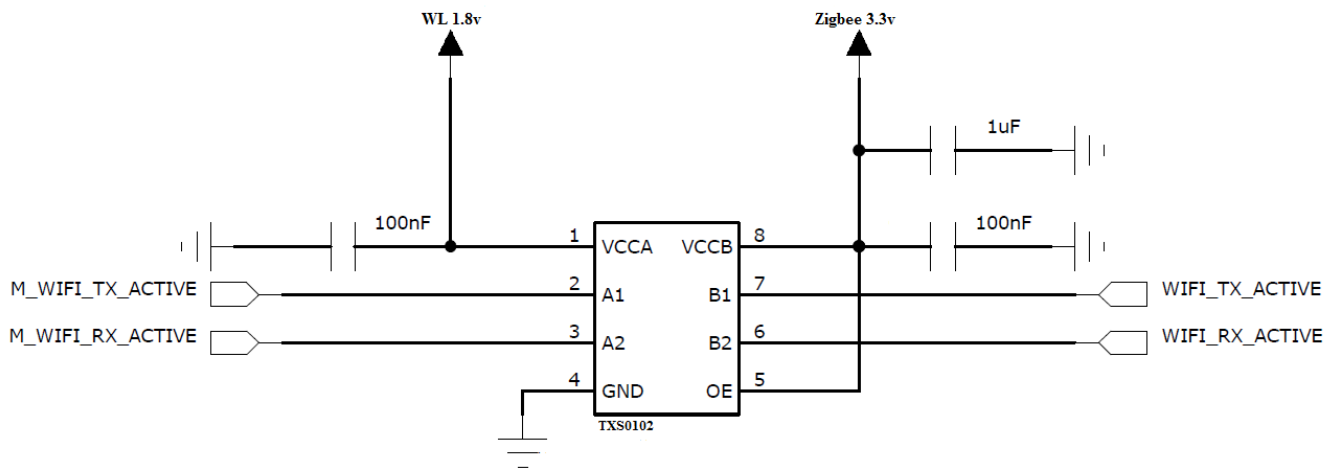 WL 1.8v
Zigbee 3.3v
1uF
100nF
100nF
1 VCCA VCCB 8
M_WIFI_TX_ACTIVE 2 A1 B1 7 WIFI_TX_ACTIVE
M_WIFI_RX_ACTIVE 3 A2 B2 6 WIFI_RX_ACTIVE
4 GND OE 5
TXS0102